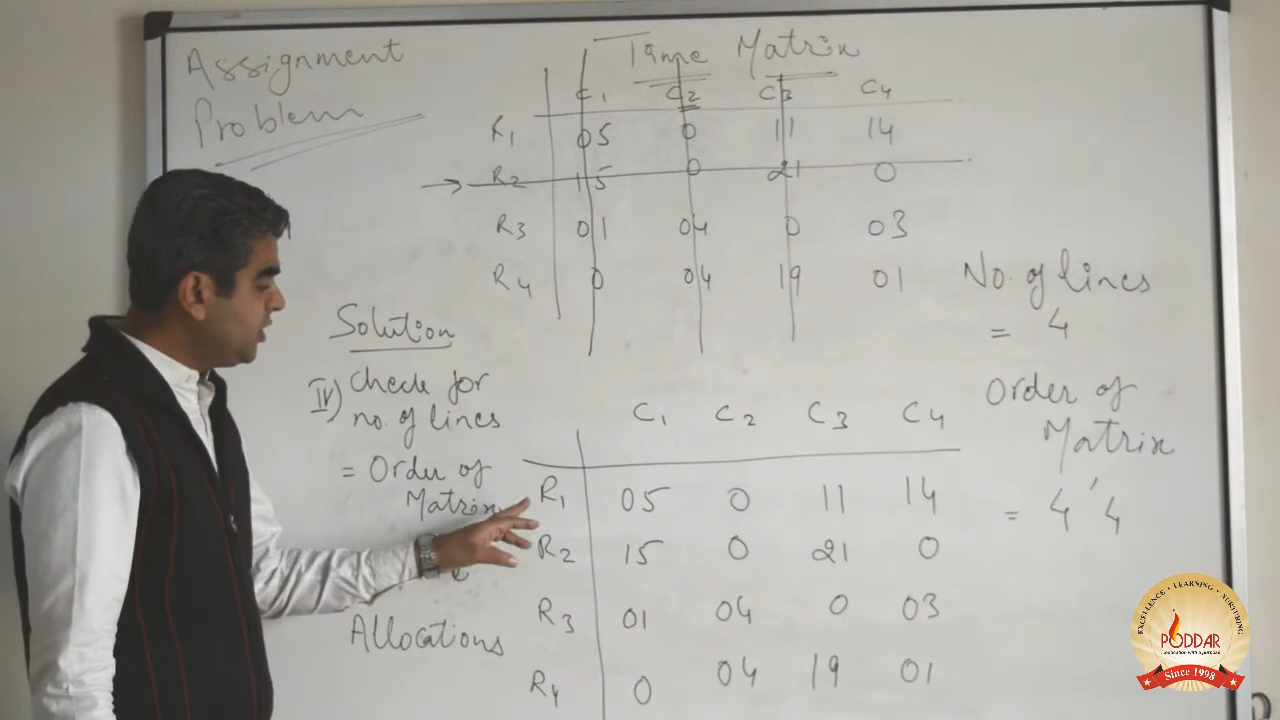 Assignment
Problem
Time Matrix
C1 C2 C3 C4
R1 05 0 11 14
R2 15 0 21 0
R3 01 04 0 03
R4 0 04 19 01
No. of lines
= 4
Order of
Matrix
= 4 ' 4
Solution
IV) Check for
no. of lines
= Order of
Matrix
Allocations
C1 C2 C3 C4
R1 05 0 11 14
R2 15 0 21 0
R3 01 04 0 03
R4 0 04 19 01
EXCELLENCE • LEARNING • NURTURING
PODDAR
Since 1998